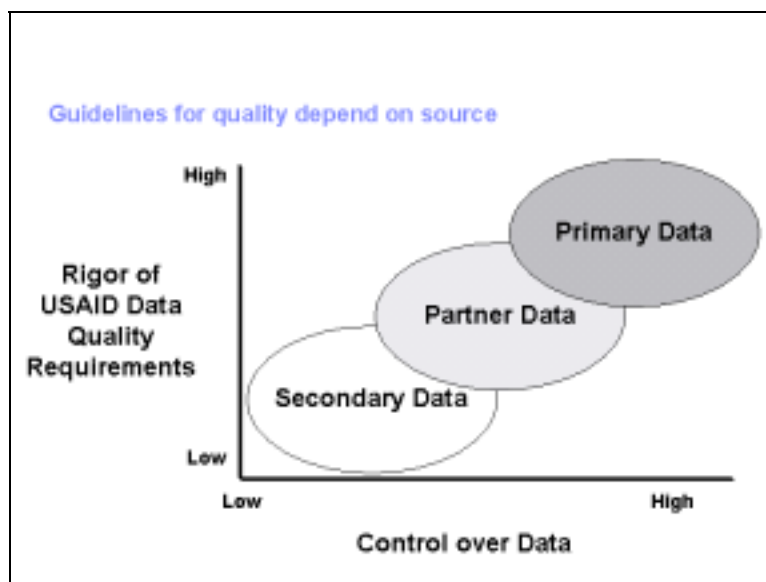 Guidelines for quality depend on source
High
Primary Data
Rigor of
USAID Data
Quality
Requirements
Partner Data
Secondary Data
Low
Low
High
Control over Data